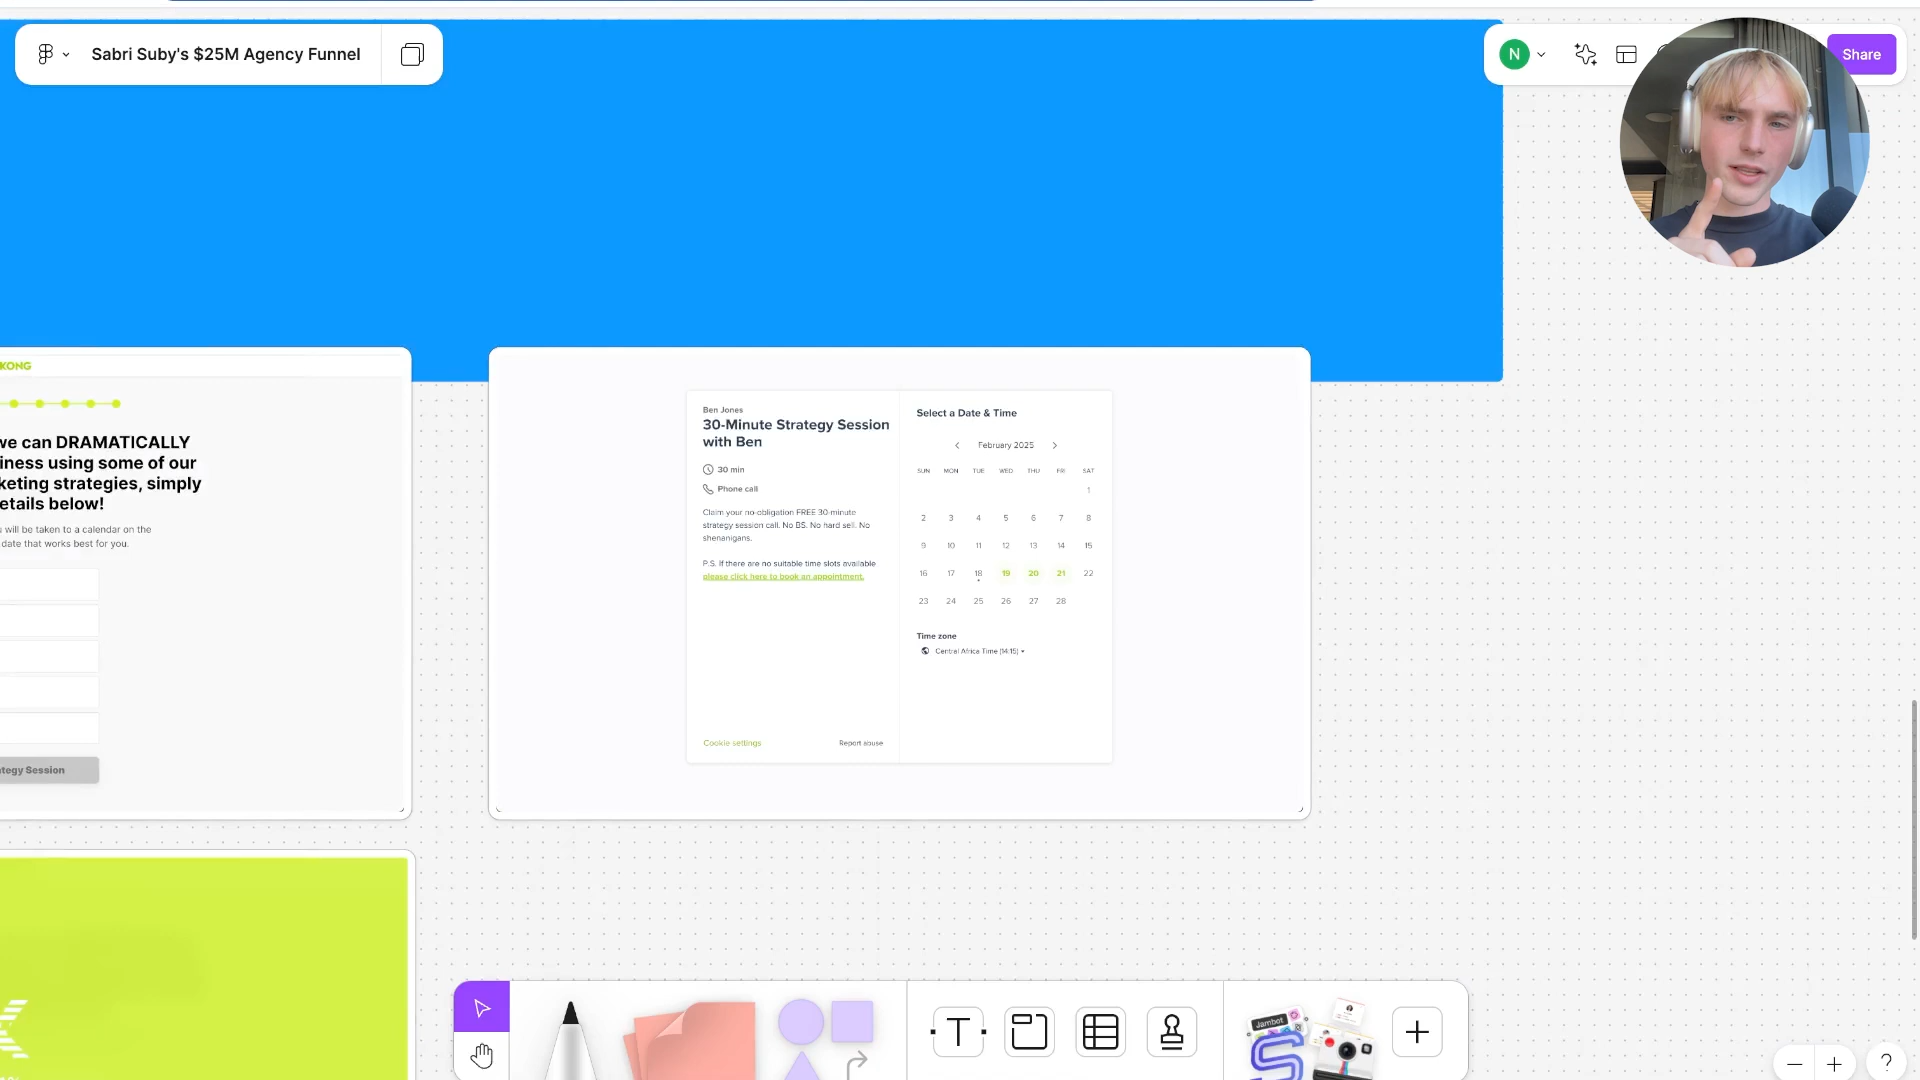 Sabri Suby's $25M Agency Funnel
N
Share
KONG
we can DRAMATICALLY
iness using some of our
keting strategies, simply
etails below!
will be taken to a calendar on the
date that works best for you.
tegy Session
Ben Jones
30-Minute Strategy Session
with Ben
30 min
Phone call
Claim your no-obligation FREE 30-minute
strategy session call. No BS. No hard sell. No
shenanigans.
P.S. If there are no suitable time slots available
please click here to book an appointment.
Cookie settings
Report abuse
Select a Date & Time
February 2025
SUN MON TUE WED THU FRI SAT
1
2 3 4 5 6 7 8
9 10 11 12 13 14 15
16 17 18 19 20 21 22
23 24 25 26 27 28
Time zone
Central Africa Time (14:15)
T
Jambot
?